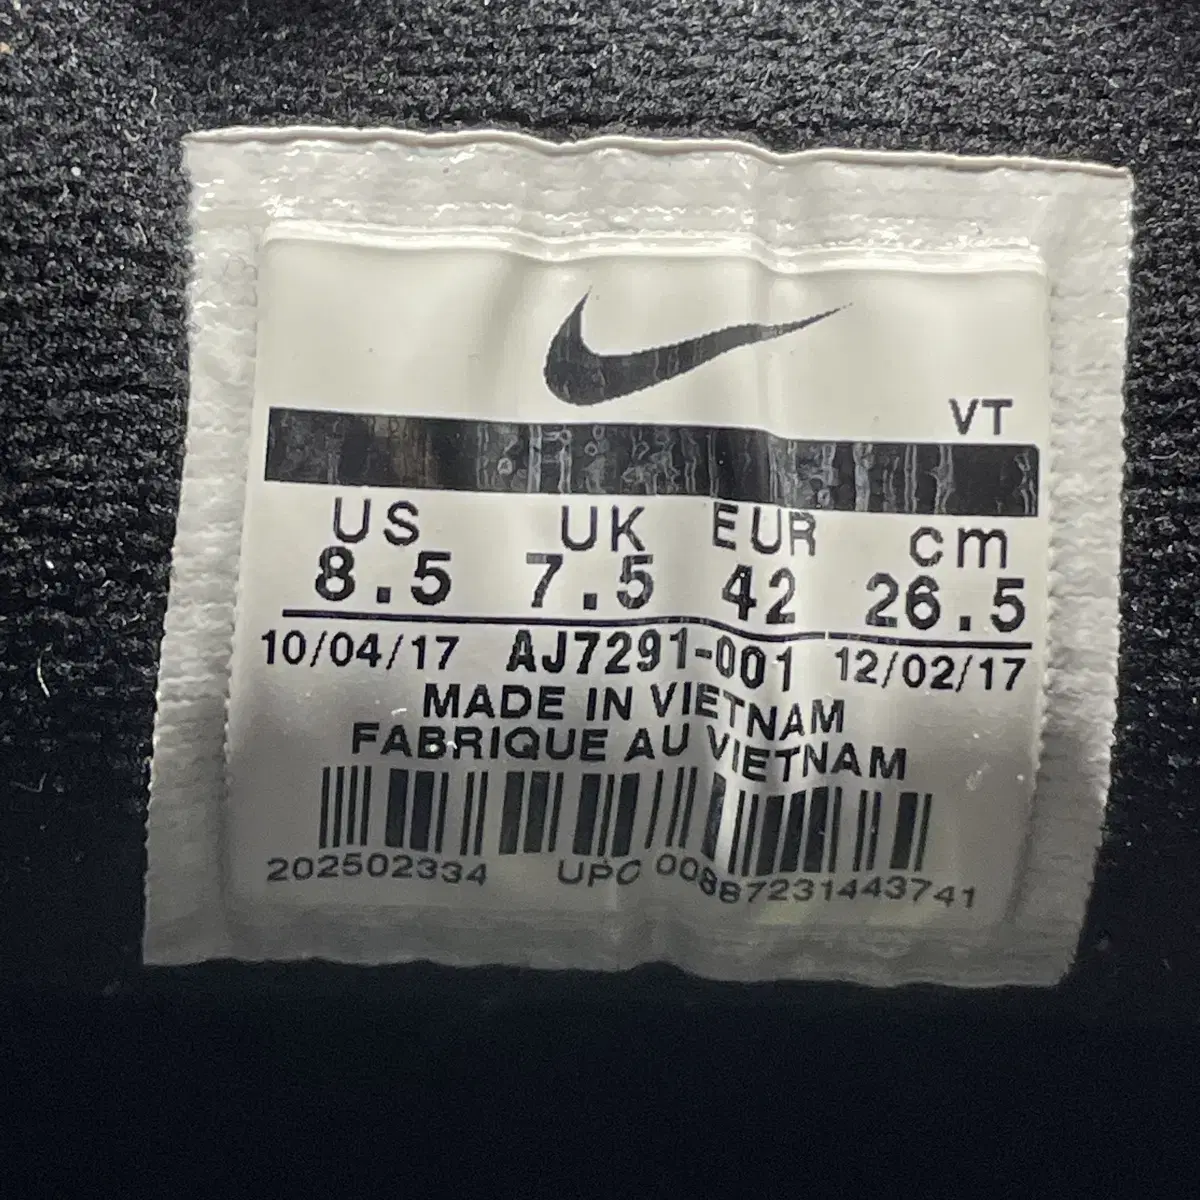 VT
US UK EUR cm
8.5 7.5 42 26.5
10/04/17 AJ7291-001 12/02/17
MADE IN VIETNAM
FABRIQUE AU VIETNAM
202502334 UPC 00887231443741